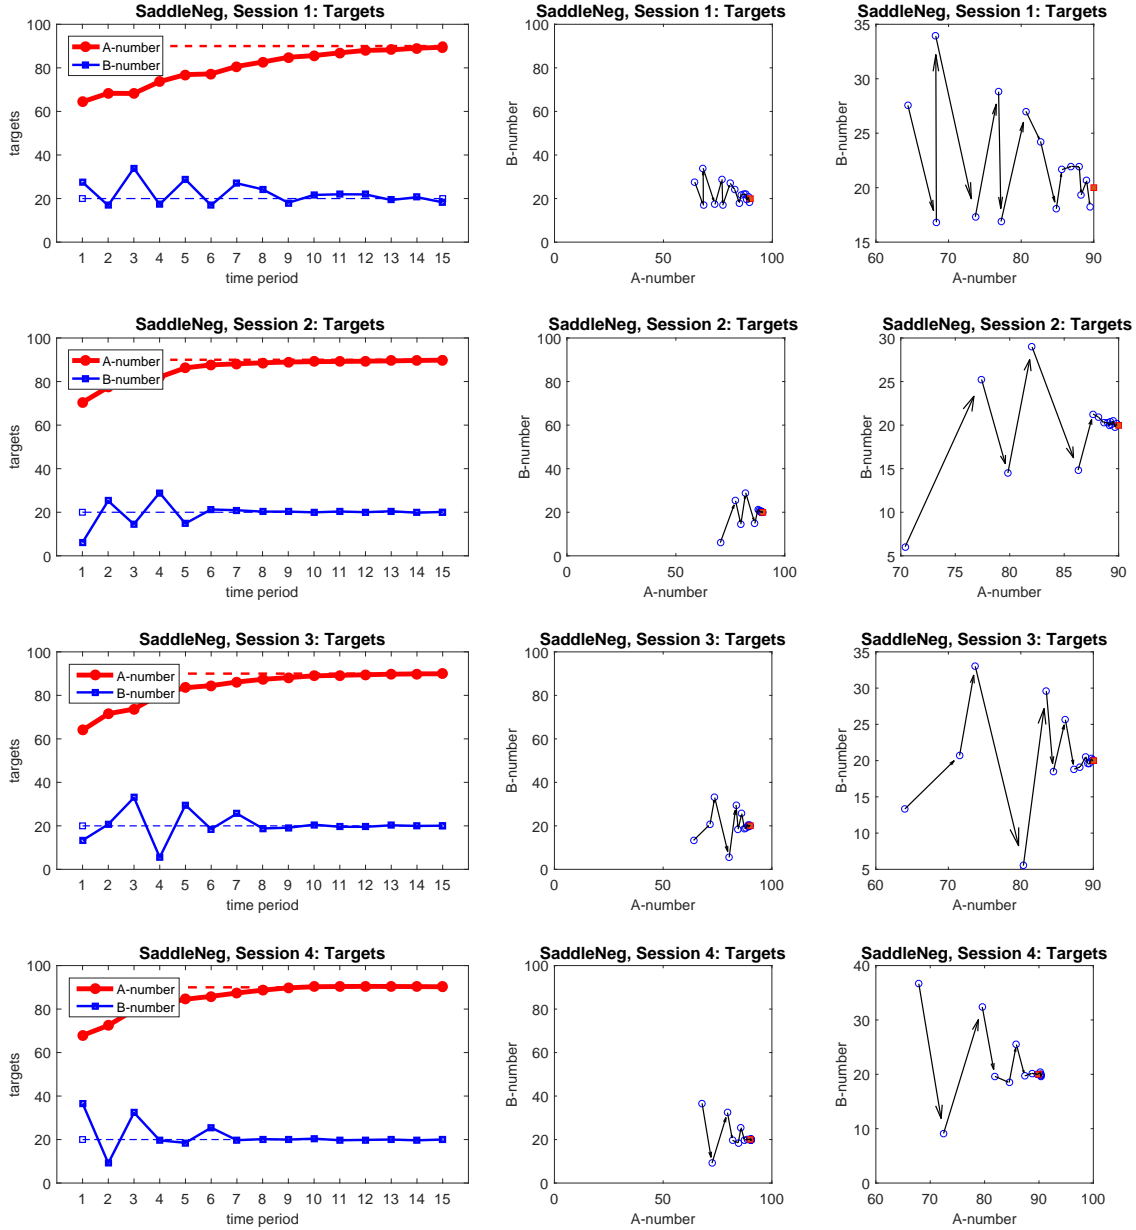 SaddleNeg, Session 1: Targets
100
80
60
40
20
0
targets
A-number
B-number
1 2 3 4 5 6 7 8 9 10 11 12 13 14 15
time period
SaddleNeg, Session 1: Targets
100
80
60
40
20
0
B-number
0 50 100
A-number
SaddleNeg, Session 1: Targets
35
30
25
20
15
B-number
60 70 80 90
A-number
SaddleNeg, Session 2: Targets
100
80
60
40
20
0
targets
A-number
B-number
1 2 3 4 5 6 7 8 9 10 11 12 13 14 15
time period
SaddleNeg, Session 2: Targets
100
80
60
40
20
0
B-number
0 50 100
A-number
SaddleNeg, Session 2: Targets
30
25
20
15
10
5
B-number
70 75 80 85 90
A-number
SaddleNeg, Session 3: Targets
100
80
60
40
20
0
targets
A-number
B-number
1 2 3 4 5 6 7 8 9 10 11 12 13 14 15
time period
SaddleNeg, Session 3: Targets
100
80
60
40
20
0
B-number
0 50 100
A-number
SaddleNeg, Session 3: Targets
35
30
25
20
15
10
5
B-number
60 70 80 90
A-number
SaddleNeg, Session 4: Targets
100
80
60
40
20
0
targets
A-number
B-number
1 2 3 4 5 6 7 8 9 10 11 12 13 14 15
time period
SaddleNeg, Session 4: Targets
100
80
60
40
20
0
B-number
0 50 100
A-number
SaddleNeg, Session 4: Targets
40
30
20
10
0
B-number
60 70 80 90 100
A-number